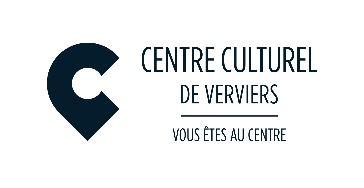 CENTRE CULTUREL
DE VERVIERS
VOUS ÊTES AU CENTRE